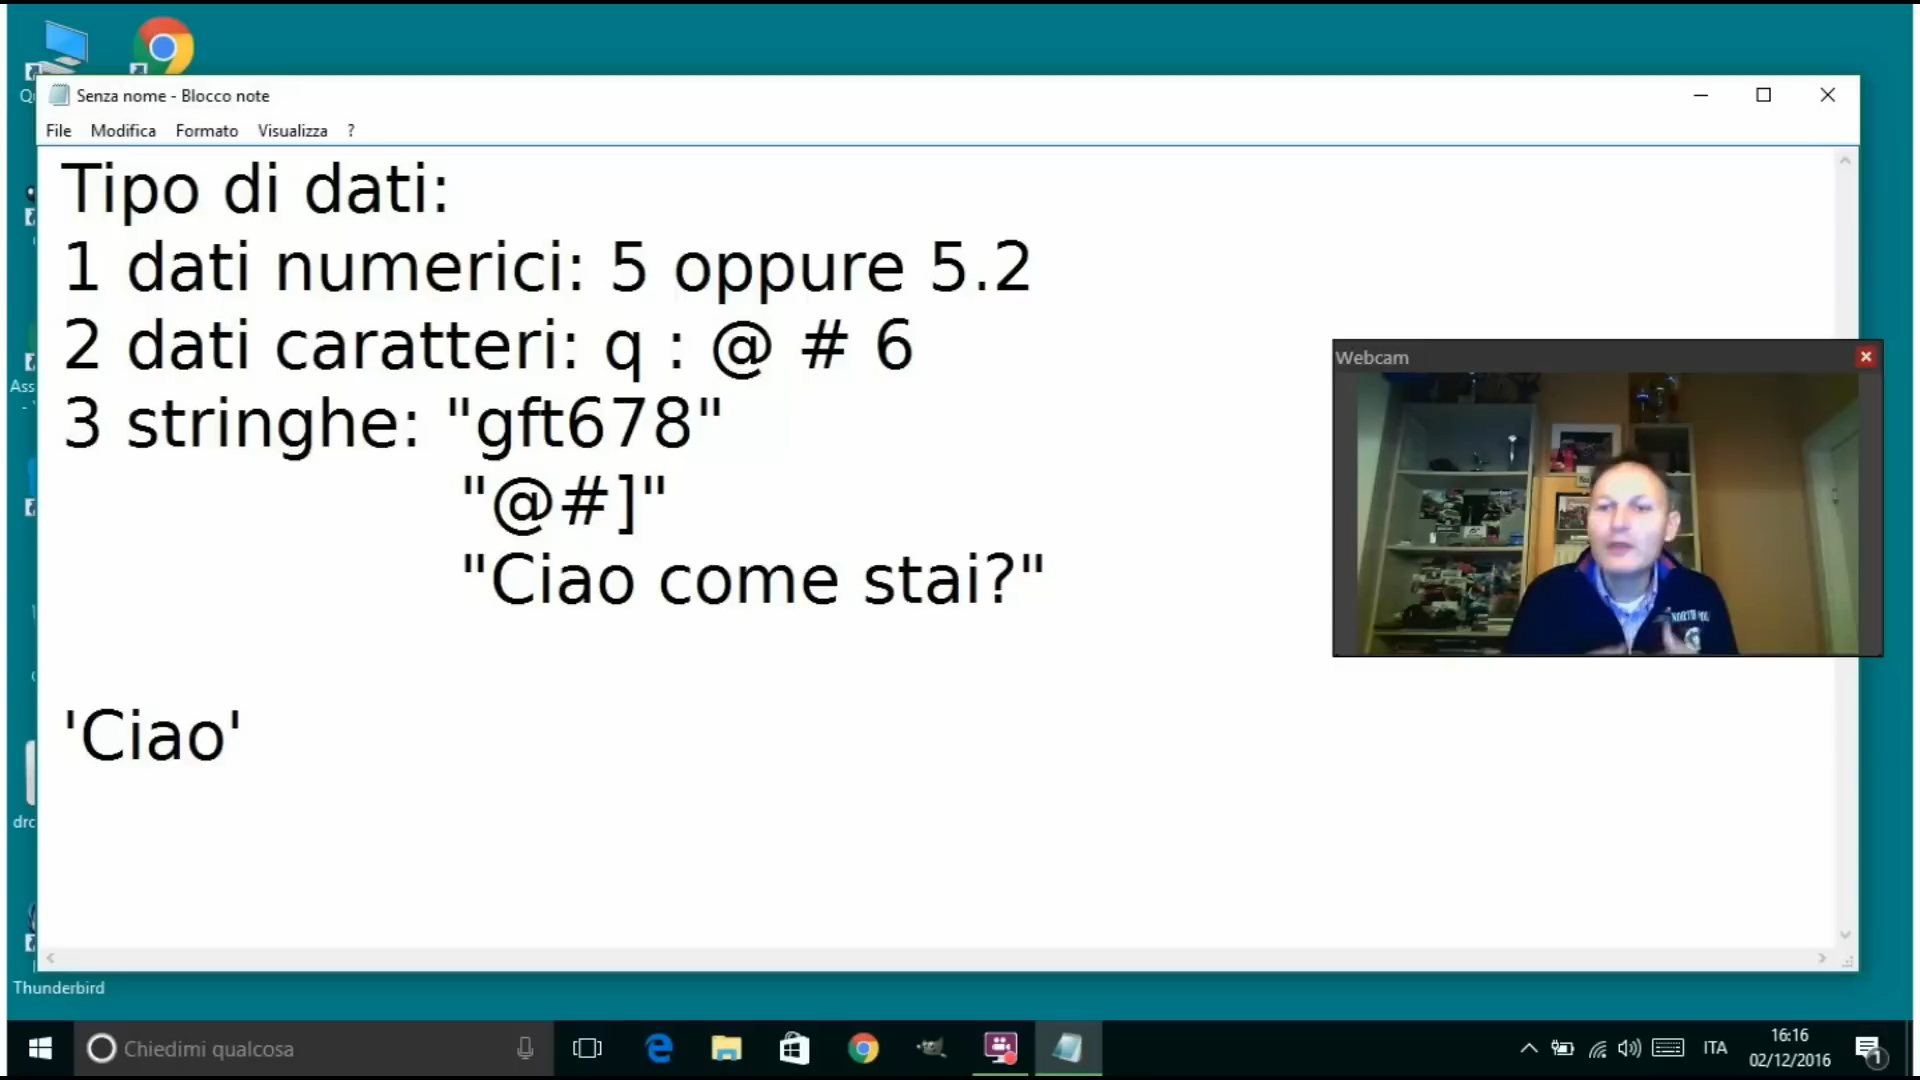 Senza nome - Blocco note
File Modifica Formato Visualizza ?
Tipo di dati:
1 dati numerici: 5 oppure 5.2
2 dati caratteri: q : @ # 6
3 stringhe: "gft678"
"@#]"
"Ciao come stai?"
'Ciao'
Webcam
Thunderbird
Chiedimi qualcosa
ITA
16:16
02/12/2016
1